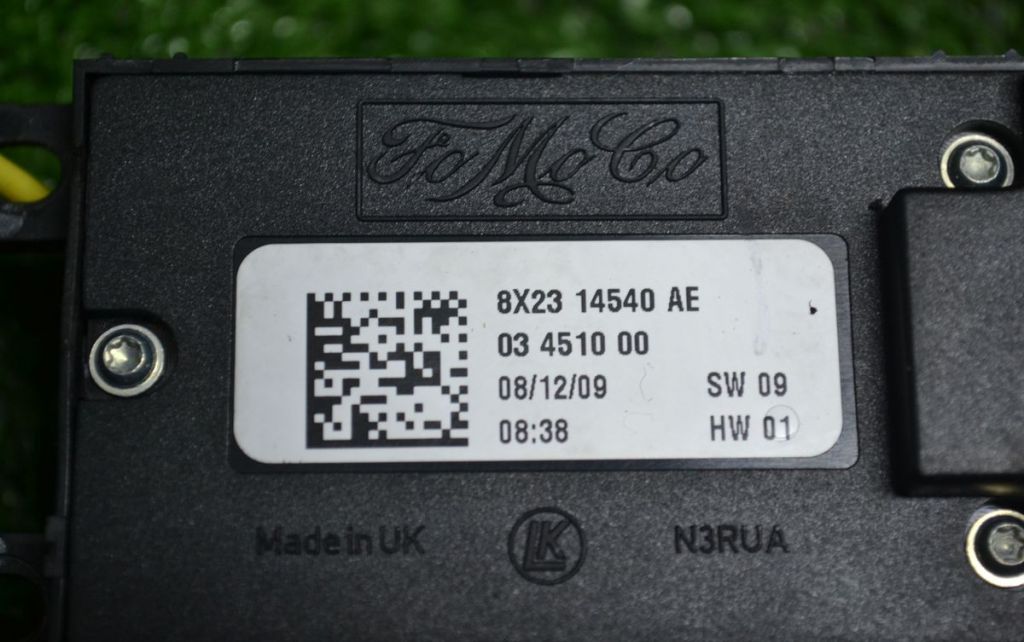 FoMoCo
8X23 14540 AE
03 4510 00
08/12/09 SW 09
08:38 HW 01
Made in UK LK N3RUA